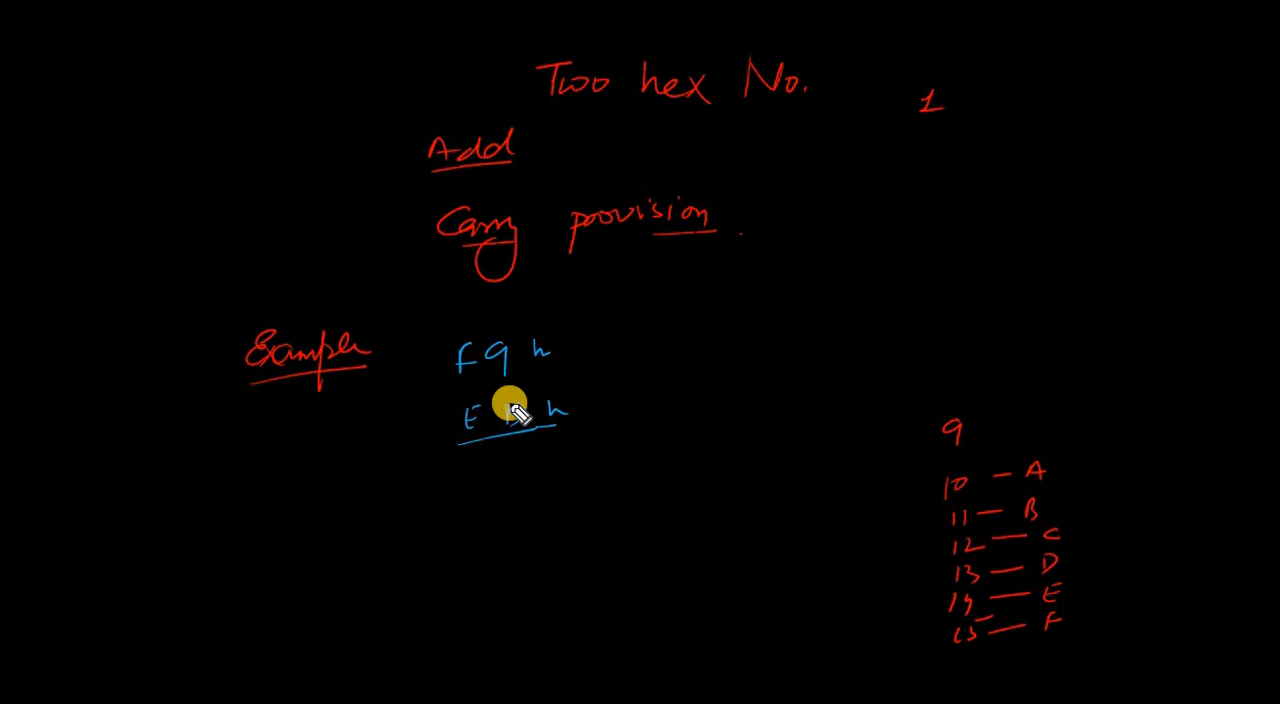 Two hex No.
1
Add
Carry provision.
Example
F9 h
E h
9
10 - A
11 - B
12 - C
13 - D
14 - E
15 - F